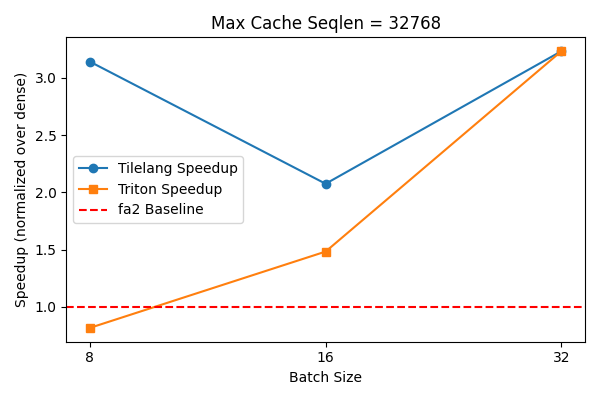 Max Cache Seqlen = 32768
Speedup (normalized over dense)
3.0
2.5
2.0
1.5
1.0
Tilelang Speedup
Triton Speedup
fa2 Baseline
8
16
32
Batch Size